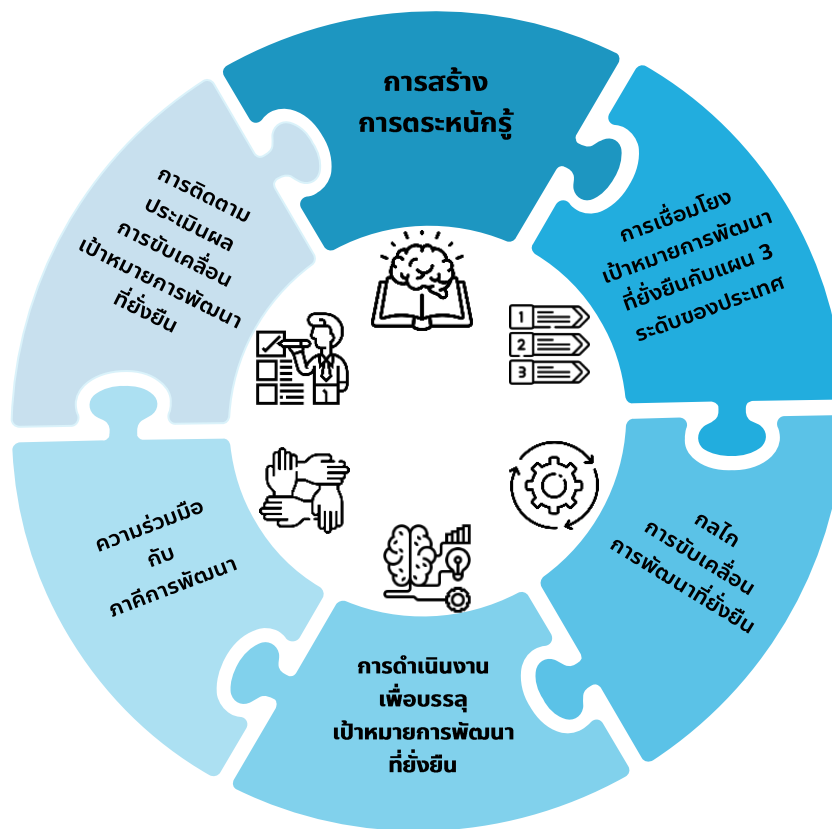 การสร้าง
การตระหนักรู้
การเชื่อมโยง
เป้าหมายการพัฒนา
ที่ยั่งยืนกับแผน 3
ระดับของประเทศ
1
2
3
กลไก
การขับเคลื่อน
การพัฒนาที่ยั่งยืน
การดำเนินงาน
เพื่อบรรลุ
เป้าหมายการพัฒนา
ที่ยั่งยืน
ความร่วมมือ
กับ
ภาคีการพัฒนา
การติดตาม
ประเมินผล
การขับเคลื่อน
เป้าหมายการพัฒนา
ที่ยั่งยืน
1